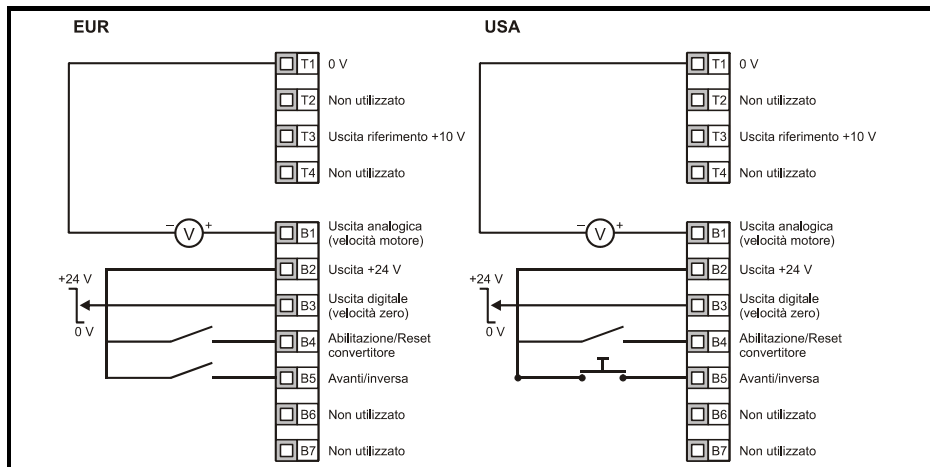 EUR
T1 0 V
T2 Non utilizzato
T3 Uscita riferimento +10 V
T4 Non utilizzato
– V +
B1 Uscita analogica
(velocità motore)
B2 Uscita +24 V
+24 V
B3 Uscita digitale
(velocità zero)
0 V
B4 Abilitazione/Reset
convertitore
B5 Avanti/inversa
B6 Non utilizzato
B7 Non utilizzato
USA
T1 0 V
T2 Non utilizzato
T3 Uscita riferimento +10 V
T4 Non utilizzato
– V +
B1 Uscita analogica
(velocità motore)
B2 Uscita +24 V
+24 V
B3 Uscita digitale
(velocità zero)
0 V
B4 Abilitazione/Reset
convertitore
B5 Avanti/inversa
B6 Non utilizzato
B7 Non utilizzato